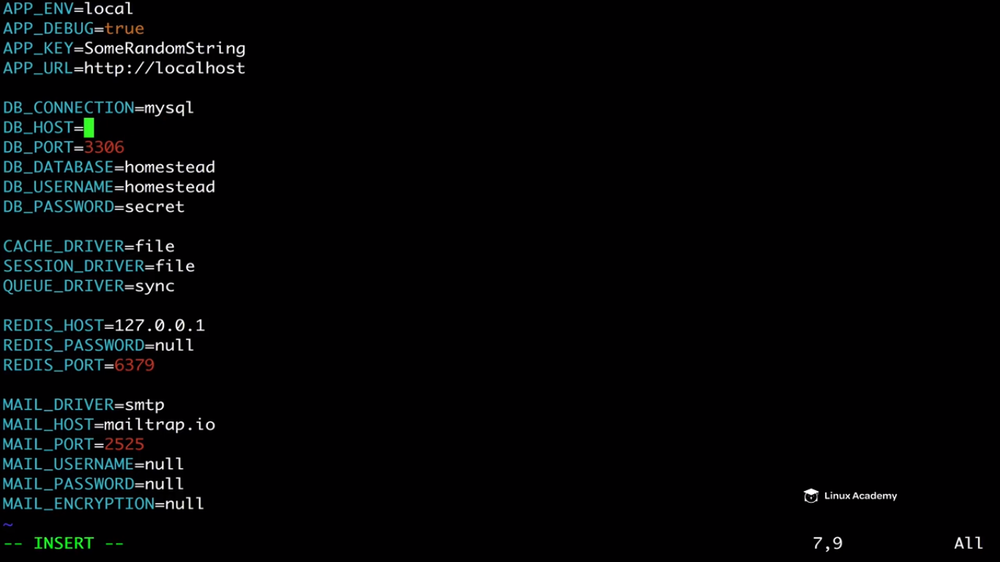 APP_ENV=local
APP_DEBUG=true
APP_KEY=SomeRandomString
APP_URL=http://localhost

DB_CONNECTION=mysql
DB_HOST=
DB_PORT=3306
DB_DATABASE=homestead
DB_USERNAME=homestead
DB_PASSWORD=secret

CACHE_DRIVER=file
SESSION_DRIVER=file
QUEUE_DRIVER=sync

REDIS_HOST=127.0.0.1
REDIS_PASSWORD=null
REDIS_PORT=6379

MAIL_DRIVER=smtp
MAIL_HOST=mailtrap.io
MAIL_PORT=2525
MAIL_USERNAME=null
MAIL_PASSWORD=null
MAIL_ENCRYPTION=null
Linux Academy
~
-- INSERT -- 7,9 All